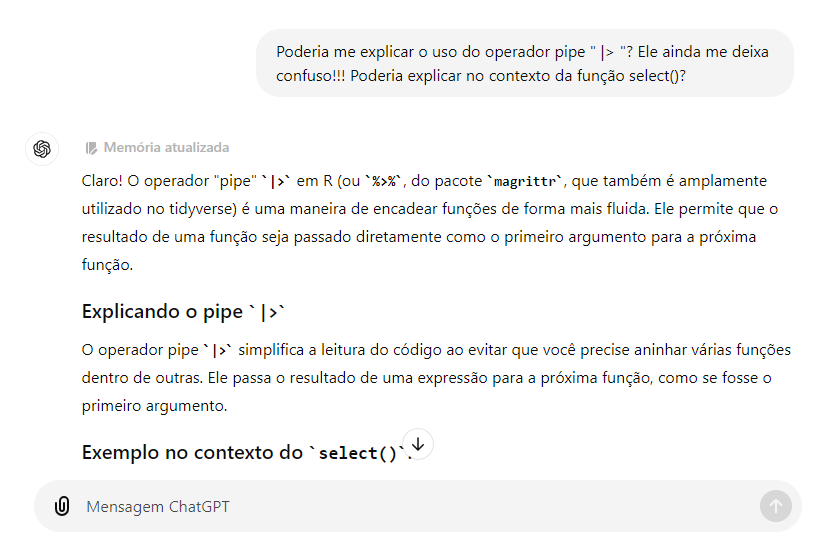 Poderia me explicar o uso do operador pipe " |> "? Ele ainda me deixa
confuso!!! Poderia explicar no contexto da função select()?
Memória atualizada
Claro! O operador "pipe" `|>` em R (ou `%>%`, do pacote `magrittr`, que também é amplamente
utilizado no tidyverse) é uma maneira de encadear funções de forma mais fluida. Ele permite que o
resultado de uma função seja passado diretamente como o primeiro argumento para a próxima
função.
Explicando o pipe `|>`
O operador pipe `|>` simplifica a leitura do código ao evitar que você precise aninhar várias funções
dentro de outras. Ele passa o resultado de uma expressão para a próxima função, como se fosse o
primeiro argumento.
Exemplo no contexto do `select()`.
Mensagem ChatGPT